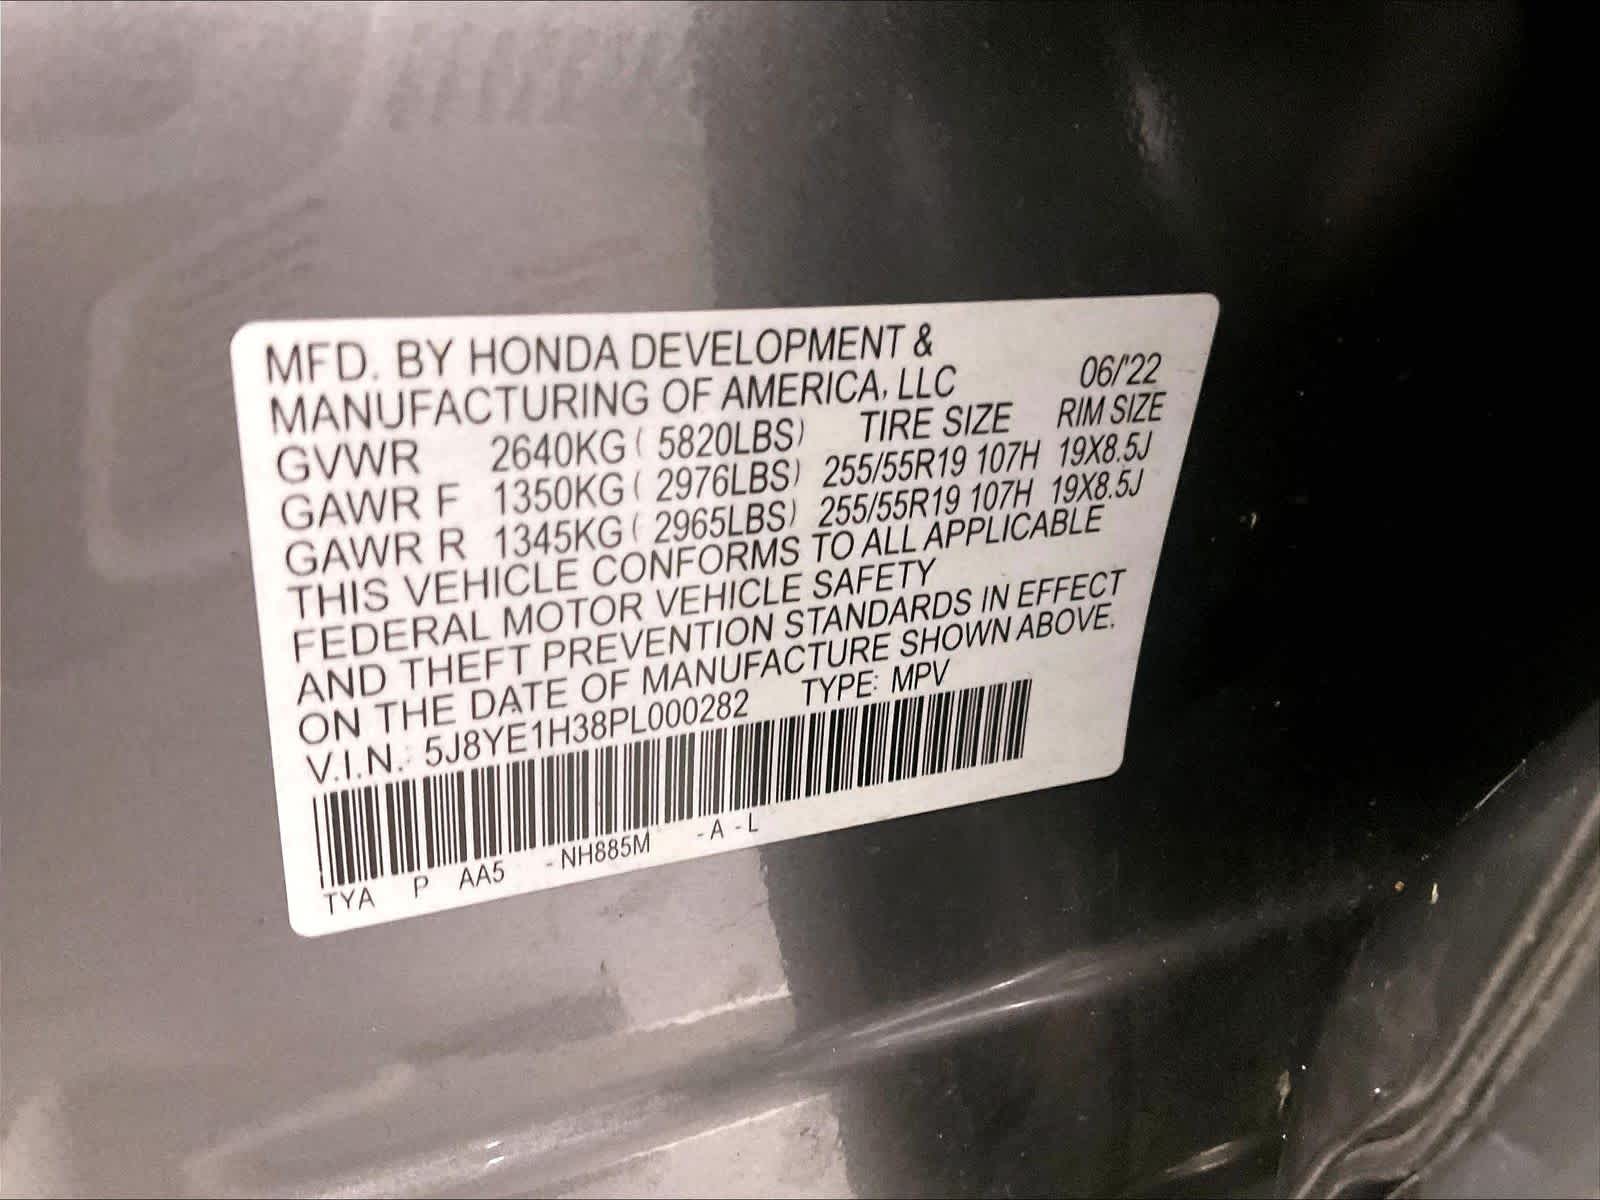 MFD. BY HONDA DEVELOPMENT &
MANUFACTURING OF AMERICA, LLC 06/'22
GVWR 2640KG ( 5820LBS) TIRE SIZE RIM SIZE
GAWR F 1350KG ( 2976LBS) 255/55R19 107H 19X8.5J
GAWR R 1345KG ( 2965LBS) 255/55R19 107H 19X8.5J
THIS VEHICLE CONFORMS TO ALL APPLICABLE
FEDERAL MOTOR VEHICLE SAFETY
AND THEFT PREVENTION STANDARDS IN EFFECT
ON THE DATE OF MANUFACTURE SHOWN ABOVE.
V.I.N.: 5J8YE1H38PL000282 TYPE: MPV
TYA P AA5 -NH885M -A -L